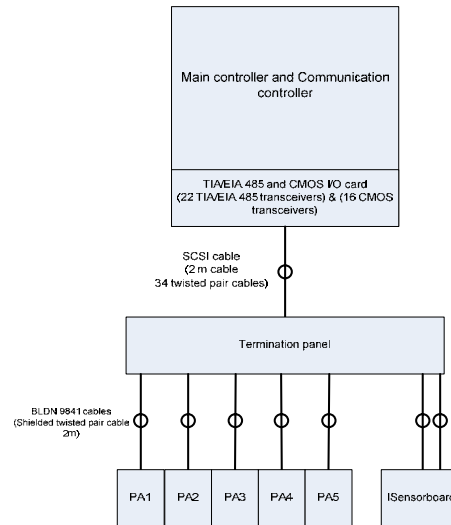 Main controller and Communication
controller
TIA/EIA 485 and CMOS I/O card
(22 TIA/EIA 485 transceivers) & (16 CMOS
transceivers)
SCSI cable
(2 m cable
34 twisted pair cables)
Termination panel
BLDN 9841 cables
(Shielded twisted pair cable
2m)
PA1 PA2 PA3 PA4 PA5 ISensorboard